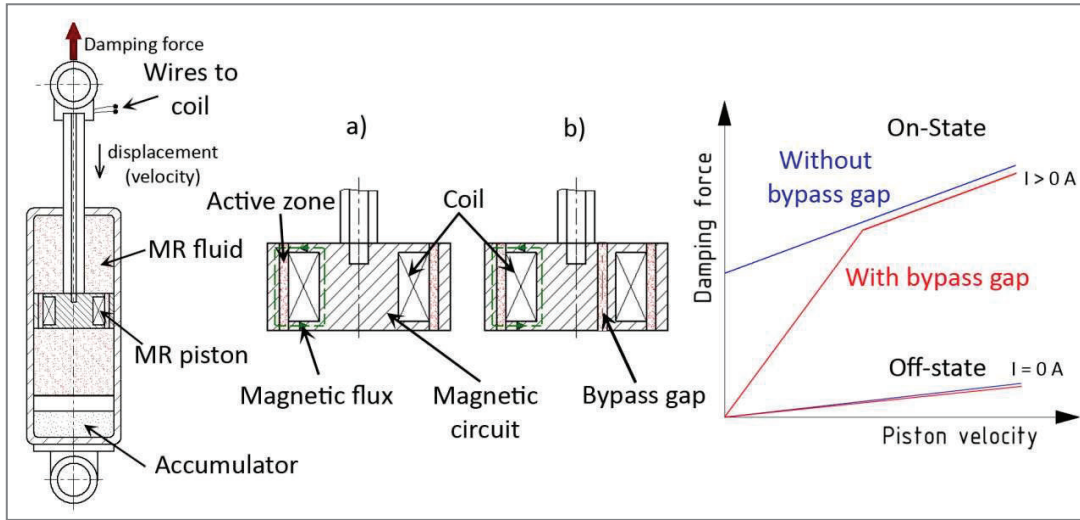 Damping force
Wires to
coil
displacement
(velocity)
MR fluid
MR piston
Accumulator
a)
b)
Active zone
Coil
Magnetic flux
Magnetic
circuit
Bypass gap
Damping force
On-State
Without
bypass gap
I > 0 A
With bypass gap
Off-state
I = 0 A
Piston velocity